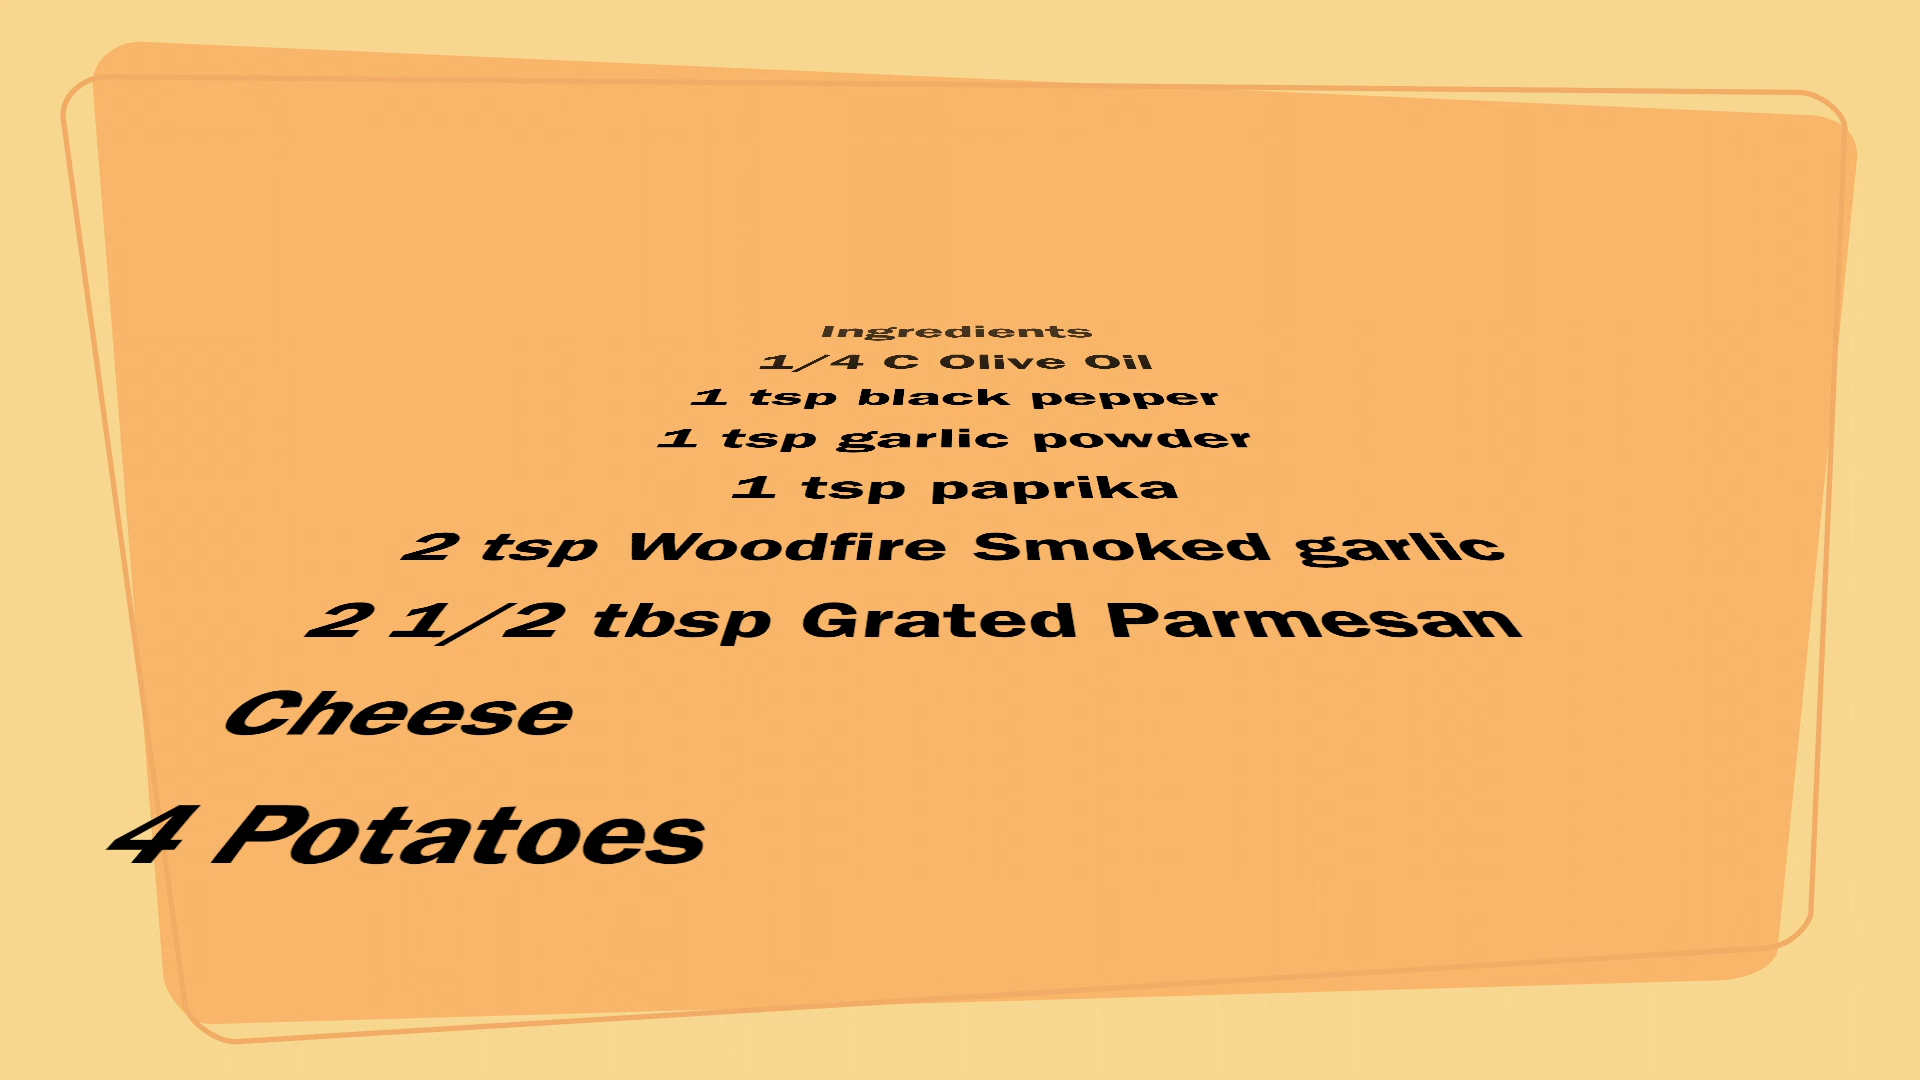 Ingredients
1/4 C Olive Oil
1 tsp black pepper
1 tsp garlic powder
1 tsp paprika
2 tsp Woodfire Smoked garlic
2 1/2 tbsp Grated Parmesan
Cheese
4 Potatoes